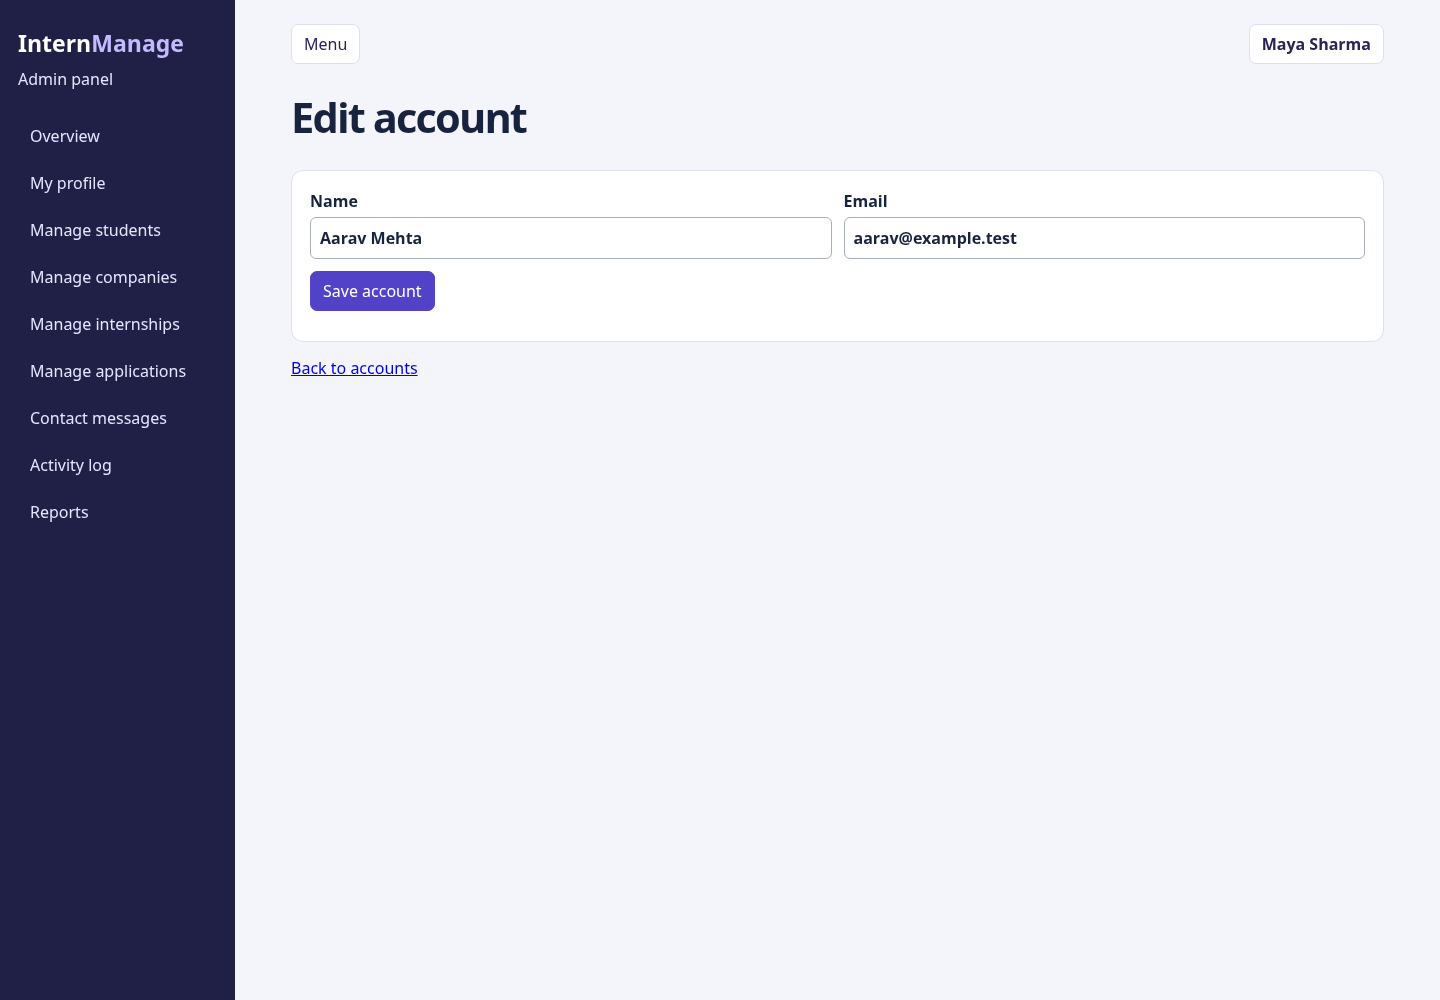 InternManage
Admin panel
Overview
My profile
Manage students
Manage companies
Manage internships
Manage applications
Contact messages
Activity log
Reports
Menu
Maya Sharma
Edit account
Name
Aarav Mehta
Email
aarav@example.test
Save account
Back to accounts